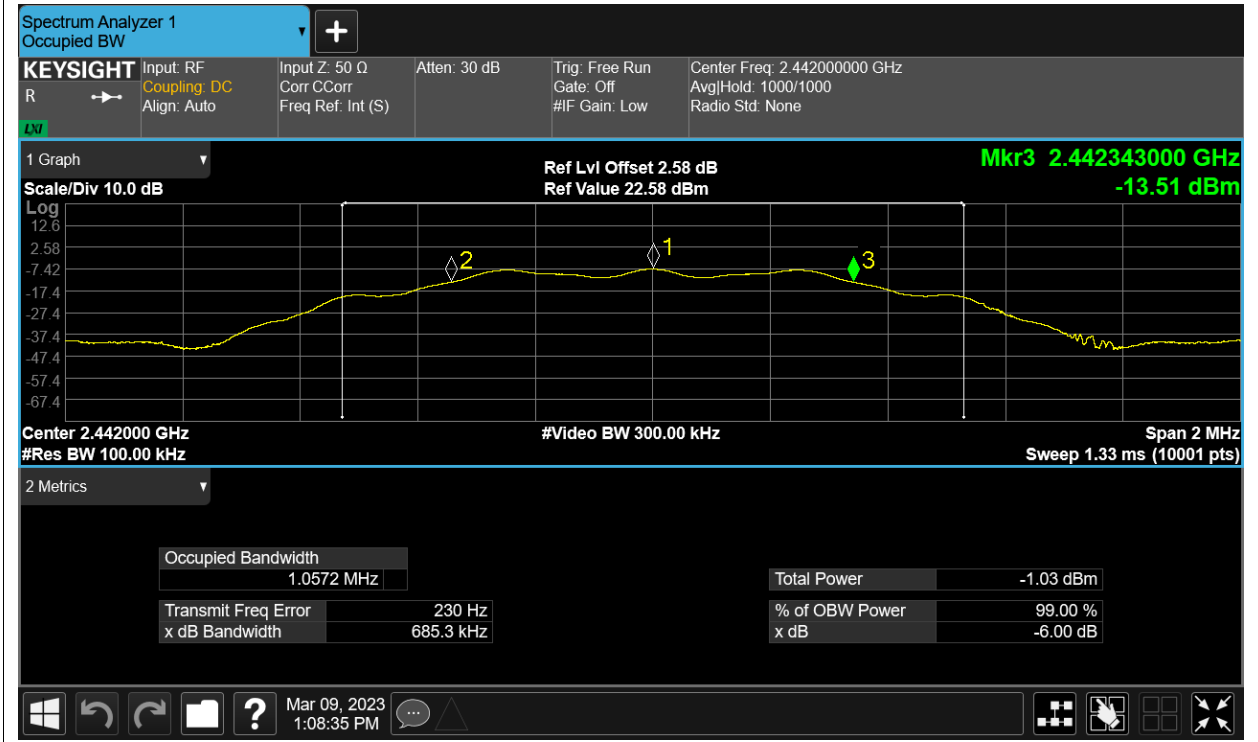 Spectrum Analyzer 1
Occupied BW
KEYSIGHT
R
LXI
Input: RF
Coupling: DC
Align: Auto
Input Z: 50 Ω
Corr CCorr
Freq Ref: Int (S)
Atten: 30 dB
Trig: Free Run
Gate: Off
#IF Gain: Low
Center Freq: 2.442000000 GHz
Avg|Hold: 1000/1000
Radio Std: None
1 Graph
Scale/Div 10.0 dB
Ref Lvl Offset 2.58 dB
Ref Value 22.58 dBm
Mkr3 2.442343000 GHz
-13.51 dBm
Log
12.6
2.58
-7.42
-17.4
-27.4
-37.4
-47.4
-57.4
-67.4
2
1
3
Center 2.442000 GHz
#Res BW 100.00 kHz
#Video BW 300.00 kHz
Span 2 MHz
Sweep 1.33 ms (10001 pts)
2 Metrics
Occupied Bandwidth
1.0572 MHz
Transmit Freq Error 230 Hz
x dB Bandwidth 685.3 kHz
Total Power -1.03 dBm
% of OBW Power 99.00 %
x dB -6.00 dB
?
Mar 09, 2023
1:08:35 PM